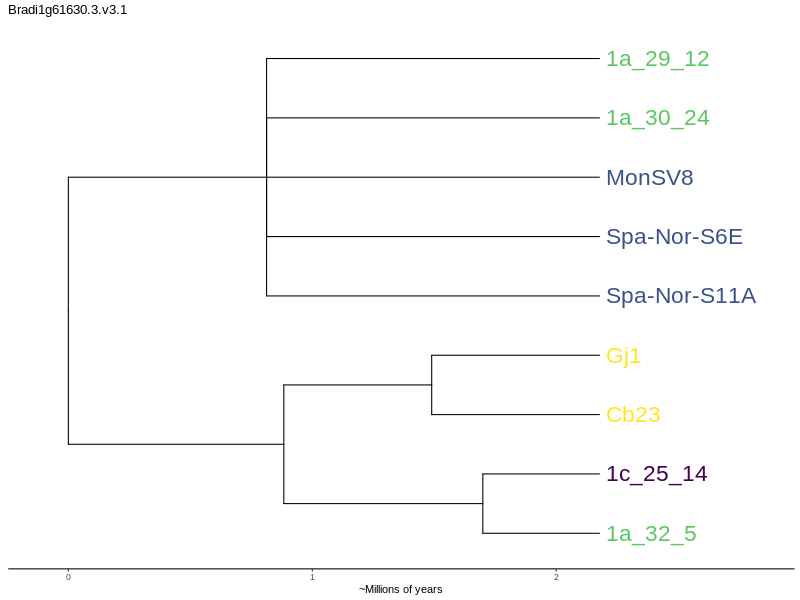 Bradi1g61630.3.v3.1
1a_29_12
1a_30_24
MonSV8
Spa-Nor-S6E
Spa-Nor-S11A
Gj1
Cb23
1c_25_14
1a_32_5
0 1 2
~Millions of years